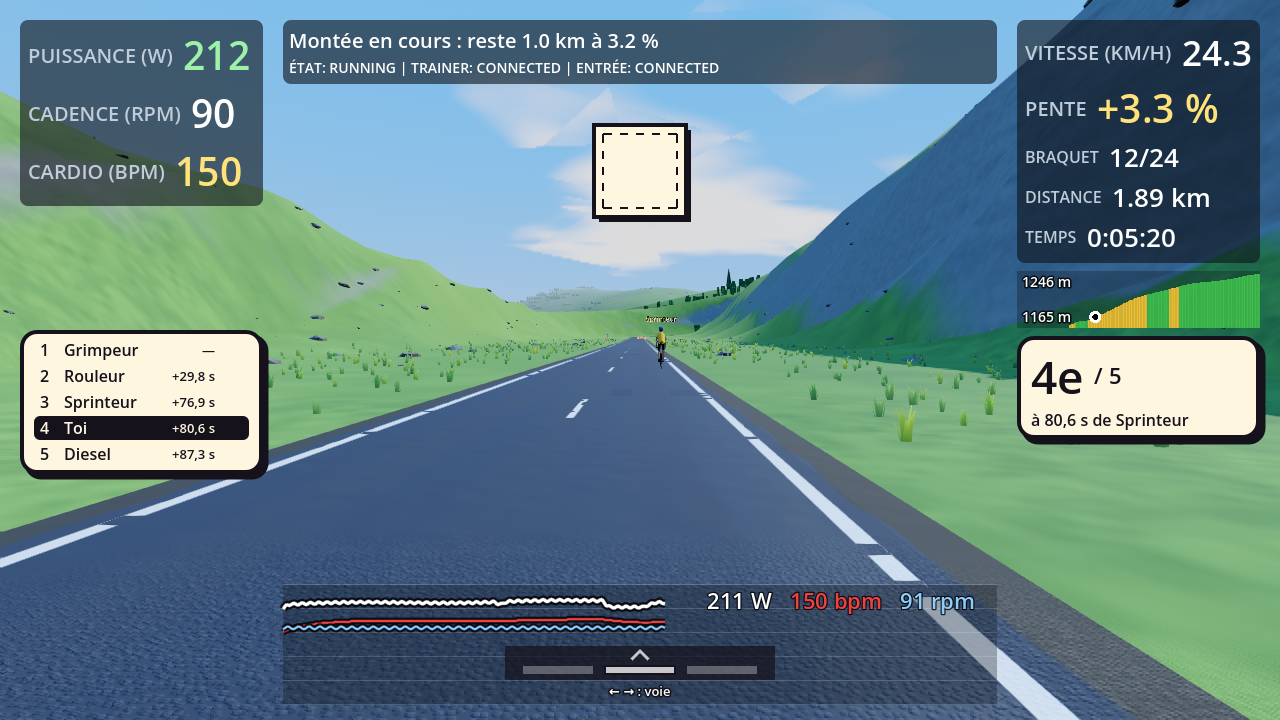 PUISSANCE (W) 212
CADENCE (RPM) 90
CARDIO (BPM) 150
Montée en cours : reste 1.0 km à 3.2 %
ÉTAT: RUNNING | TRAINER: CONNECTED | ENTRÉE: CONNECTED
VITESSE (KM/H) 24.3
PENTE +3.3 %
BRAQUET 12/24
DISTANCE 1.89 km
TEMPS 0:05:20
1246 m
1165 m
Sprinteur
1 Grimpeur —
2 Rouleur +29,8 s
3 Sprinteur +76,9 s
4 Toi +80,6 s
5 Diesel +87,3 s
4e / 5
à 80,6 s de Sprinteur
211 W 150 bpm 91 rpm
← → : voie